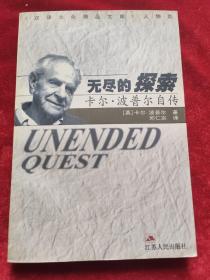 《汉译大众精品文库》人物类
无尽的探索
卡尔·波普尔自传
[英]卡尔·波普尔 著
邱仁宗 译
UNENDED
QUEST
江苏人民出版社